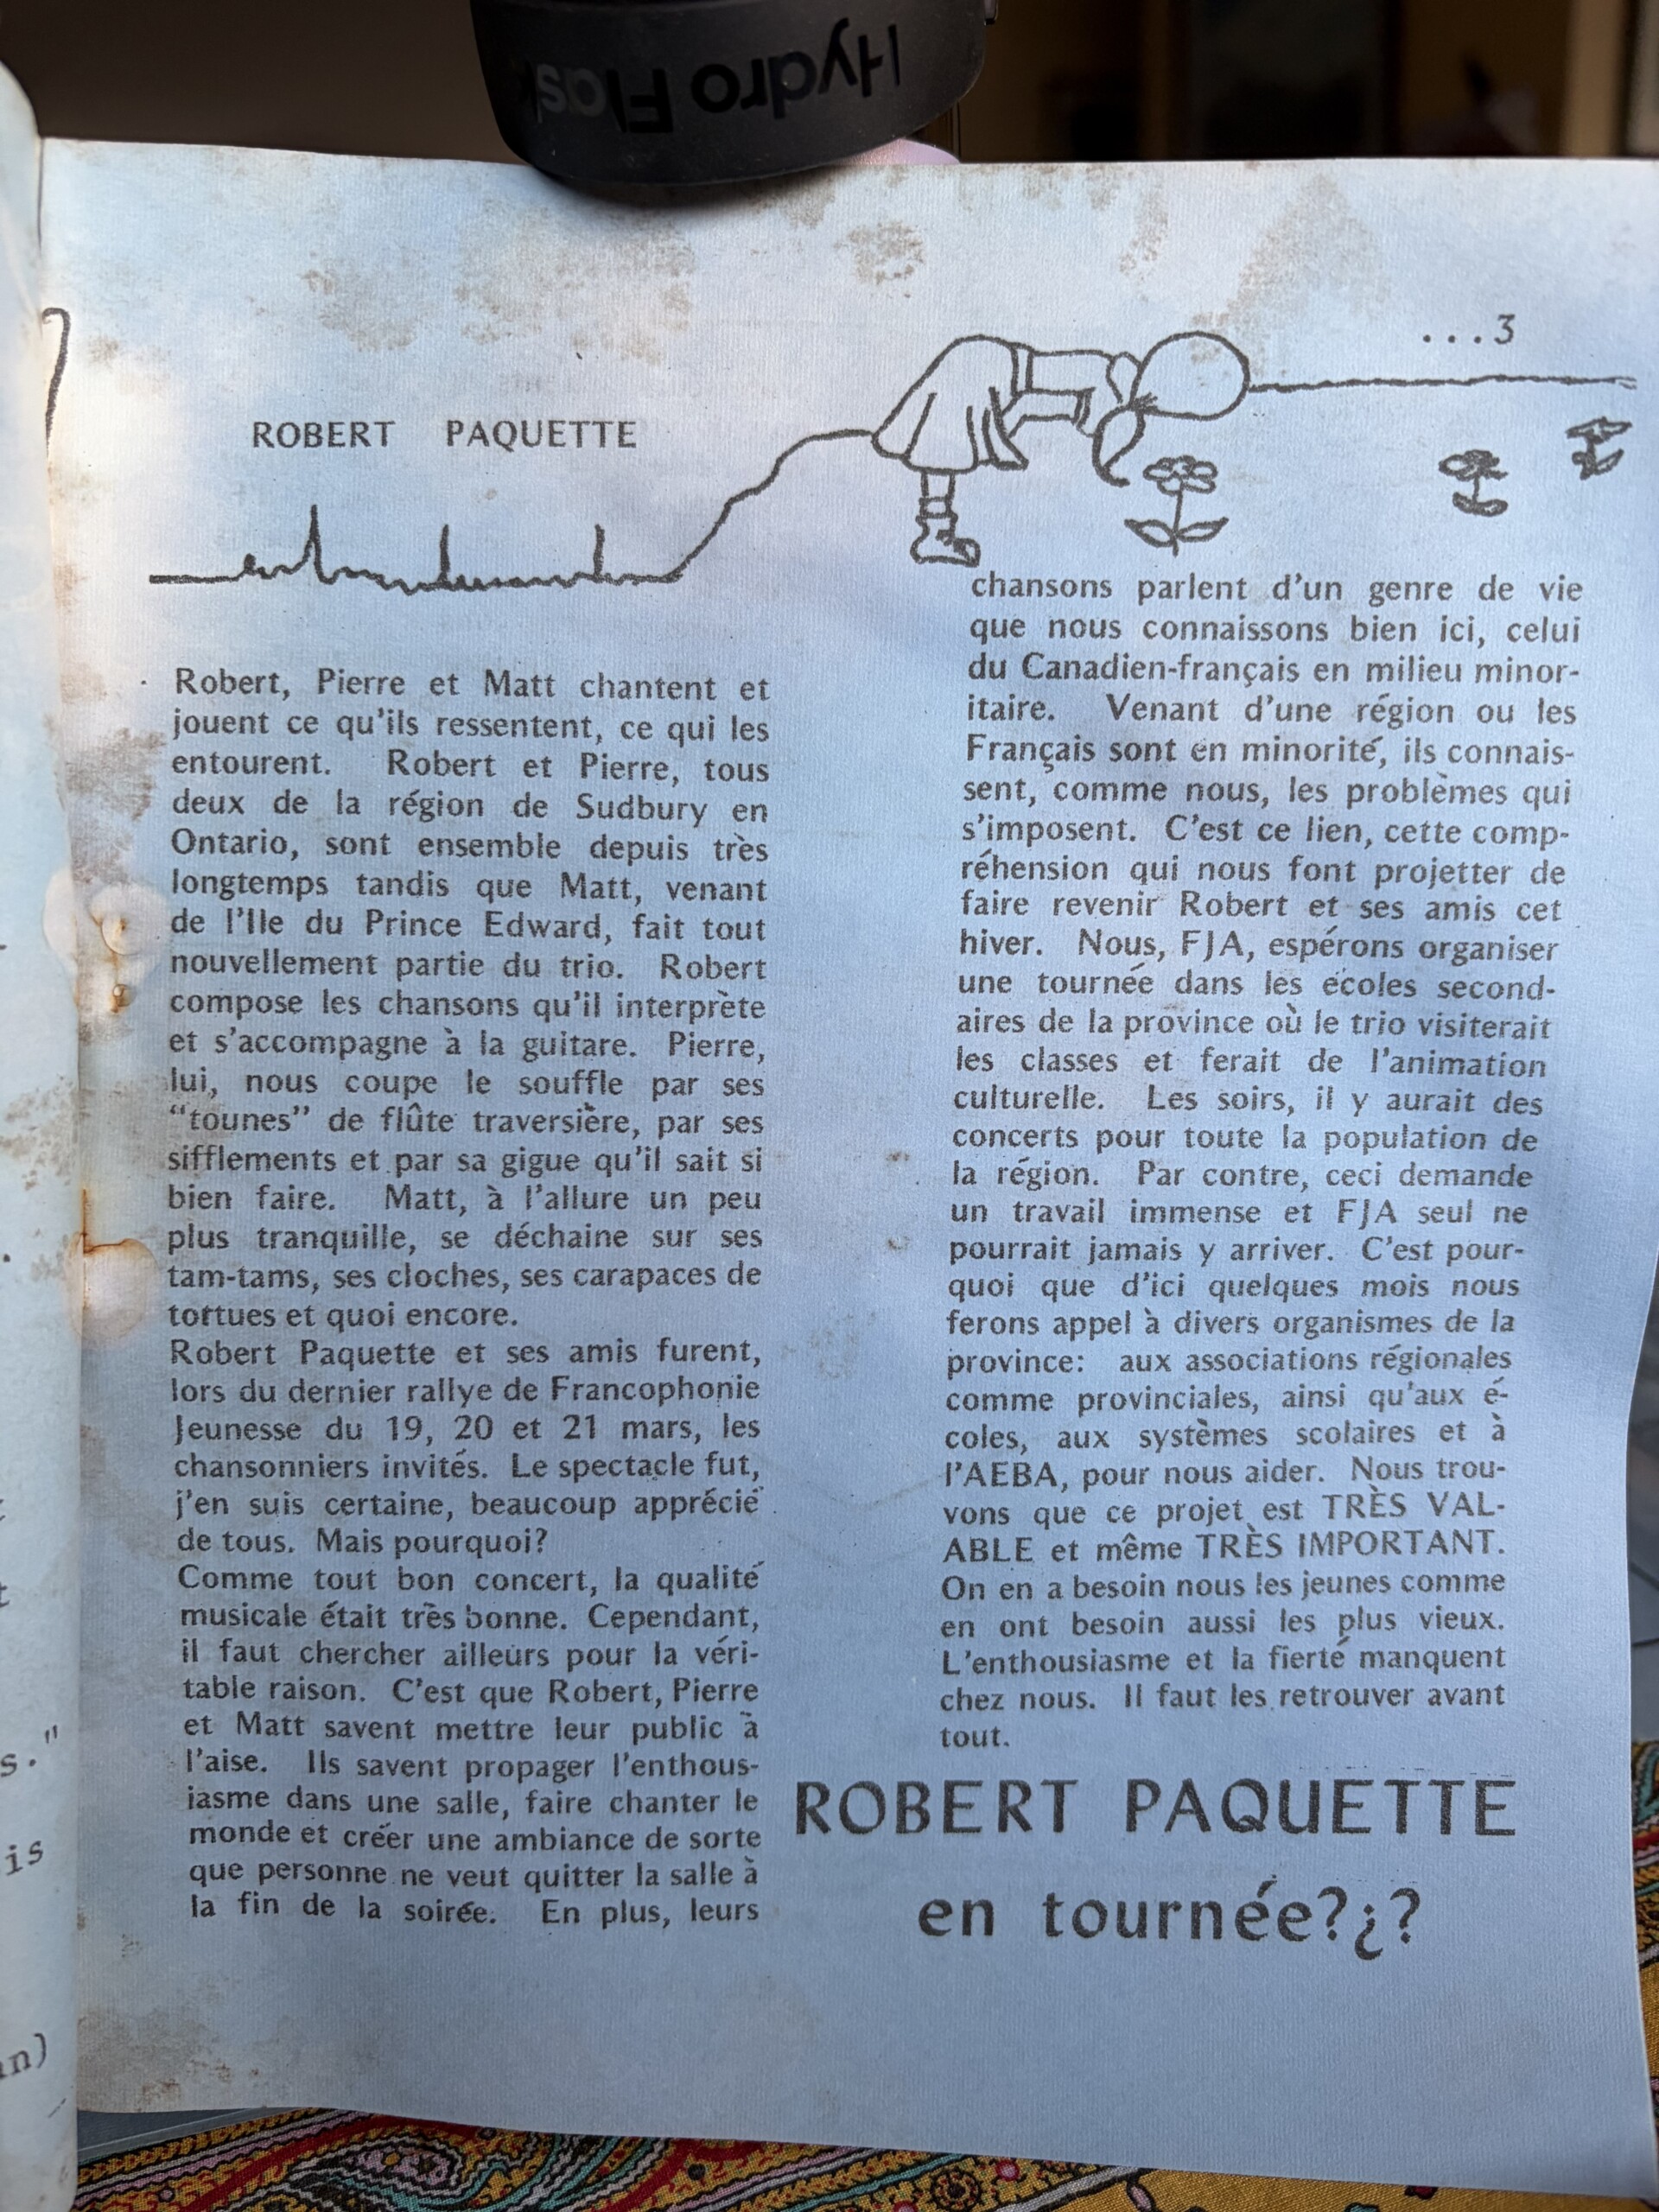 Hydro Flask
...3
ROBERT PAQUETTE
Robert, Pierre et Matt chantent et
jouent ce qu'ils ressentent, ce qui les
entourent. Robert et Pierre, tous
deux de la région de Sudbury en
Ontario, sont ensemble depuis très
longtemps tandis que Matt, venant
de l'Ile du Prince Edward, fait tout
nouvellement partie du trio. Robert
compose les chansons qu'il interprète
et s'accompagne à la guitare. Pierre,
lui, nous coupe le souffle par ses
"tounes" de flûte traversière, par ses
sifflements et par sa gigue qu'il sait si
bien faire. Matt, à l'allure un peu
plus tranquille, se déchaine sur ses
tam-tams, ses cloches, ses carapaces de
tortues et quoi encore.
Robert Paquette et ses amis furent,
lors du dernier rallye de Francophonie
Jeunesse du 19, 20 et 21 mars, les
chansonniers invités. Le spectacle fut,
j'en suis certaine, beaucoup apprécié
de tous. Mais pourquoi?
Comme tout bon concert, la qualité
musicale était très bonne. Cependant,
il faut chercher ailleurs pour la véri-
table raison. C'est que Robert, Pierre
et Matt savent mettre leur public à
l'aise. Ils savent propager l'enthous-
iasme dans une salle, faire chanter le
monde et créer une ambiance de sorte
que personne ne veut quitter la salle à
la fin de la soirée. En plus, leurs
chansons parlent d'un genre de vie
que nous connaissons bien ici, celui
du Canadien-français en milieu minor-
itaire. Venant d'une région ou les
Français sont en minorité, ils connais-
sent, comme nous, les problèmes qui
s'imposent. C'est ce lien, cette comp-
réhension qui nous font projetter de
faire revenir Robert et ses amis cet
hiver. Nous, FJA, espérons organiser
une tournée dans les écoles second-
aires de la province où le trio visiterait
les classes et ferait de l'animation
culturelle. Les soirs, il y aurait des
concerts pour toute la population de
la région. Par contre, ceci demande
un travail immense et FJA seul ne
pourrait jamais y arriver. C'est pour-
quoi que d'ici quelques mois nous
ferons appel à divers organismes de la
province: aux associations régionales
comme provinciales, ainsi qu'aux é-
coles, aux systèmes scolaires et à
l'AEBA, pour nous aider. Nous trou-
vons que ce projet est TRÈS VAL-
ABLE et même TRÈS IMPORTANT.
On en a besoin nous les jeunes comme
en ont besoin aussi les plus vieux.
L'enthousiasme et la fierté manquent
chez nous. Il faut les retrouver avant
tout.
ROBERT PAQUETTE
en tournée?¿?